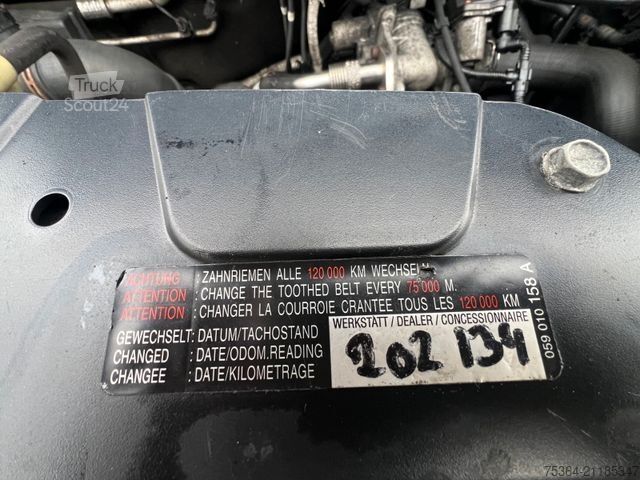 Truck
Scout24
ACHTUNG : ZAHNRIEMEN ALLE 120 000 KM WECHSELN
ATTENTION : CHANGE THE TOOTHED BELT EVERY 75 000 M.
ATTENTION : CHANGER LA COURROIE CRANTEE TOUS LES 120 000 KM
GEWECHSELT: DATUM/TACHOSTAND
CHANGED : DATE/ODOM.READING
CHANGEE : DATE/KILOMETRAGE
WERKSTATT / DEALER / CONCESSIONNAIRE
202 134
059 010 158 A
75364-21185347